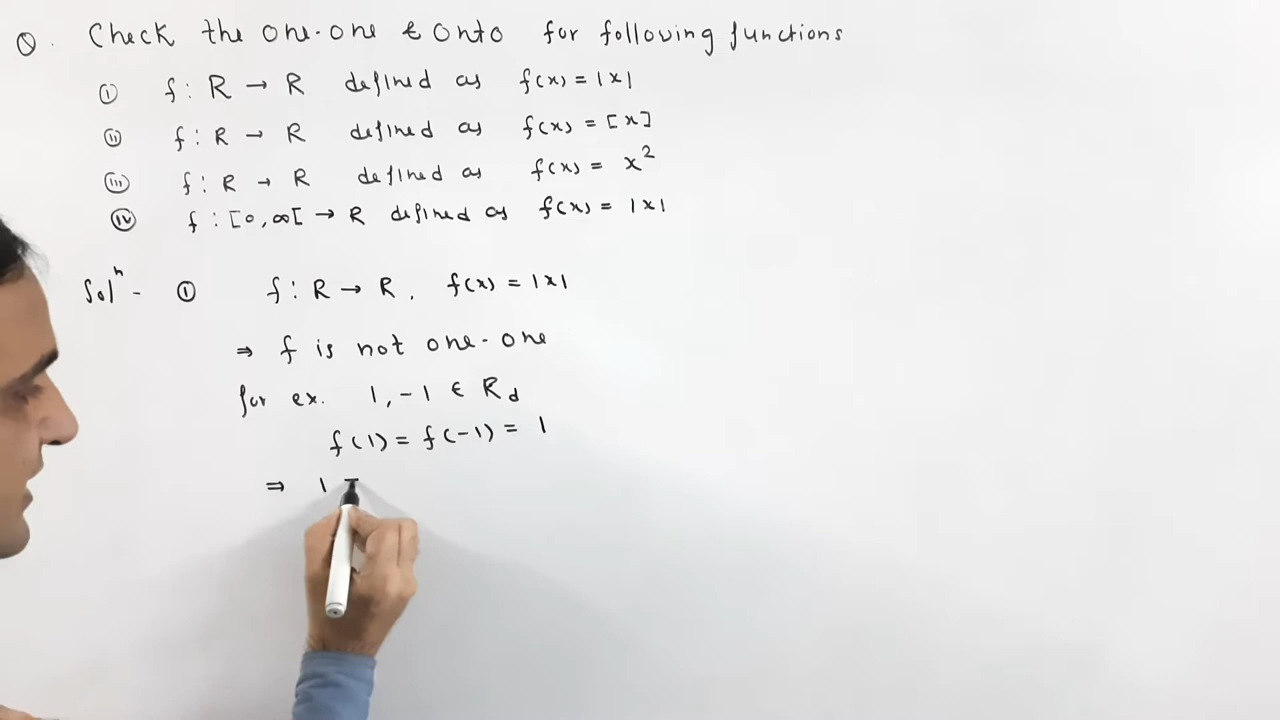 Q. Check the one-one & onto for following functions
(i) f : R → R defined as f(x) = |x|
(ii) f : R → R defined as f(x) = [x]
(iii) f : R → R defined as f(x) = x²
(iv) f : [0,∞[ → R defined as f(x) = |x|
Solⁿ - ① f : R → R, f(x) = |x|
⇒ f is not one-one
for ex. 1, -1 ∈ R_d
f(1) = f(-1) = 1
⇒ 1